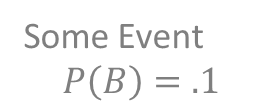 Some Event
P(B) = .1